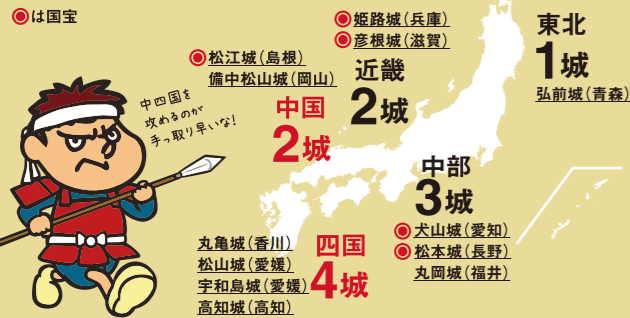 ◉は国宝
◉姫路城（兵庫）
◉彦根城（滋賀）
近畿
2城
東北
1城
弘前城（青森）
◉松江城（島根）
備中松山城（岡山）
中国
2城
中四国を
攻めるのが
手っ取り早いな!
中部
3城
◉犬山城（愛知）
◉松本城（長野）
丸岡城（福井）
四国
4城
丸亀城（香川）
松山城（愛媛）
宇和島城（愛媛）
高知城（高知）